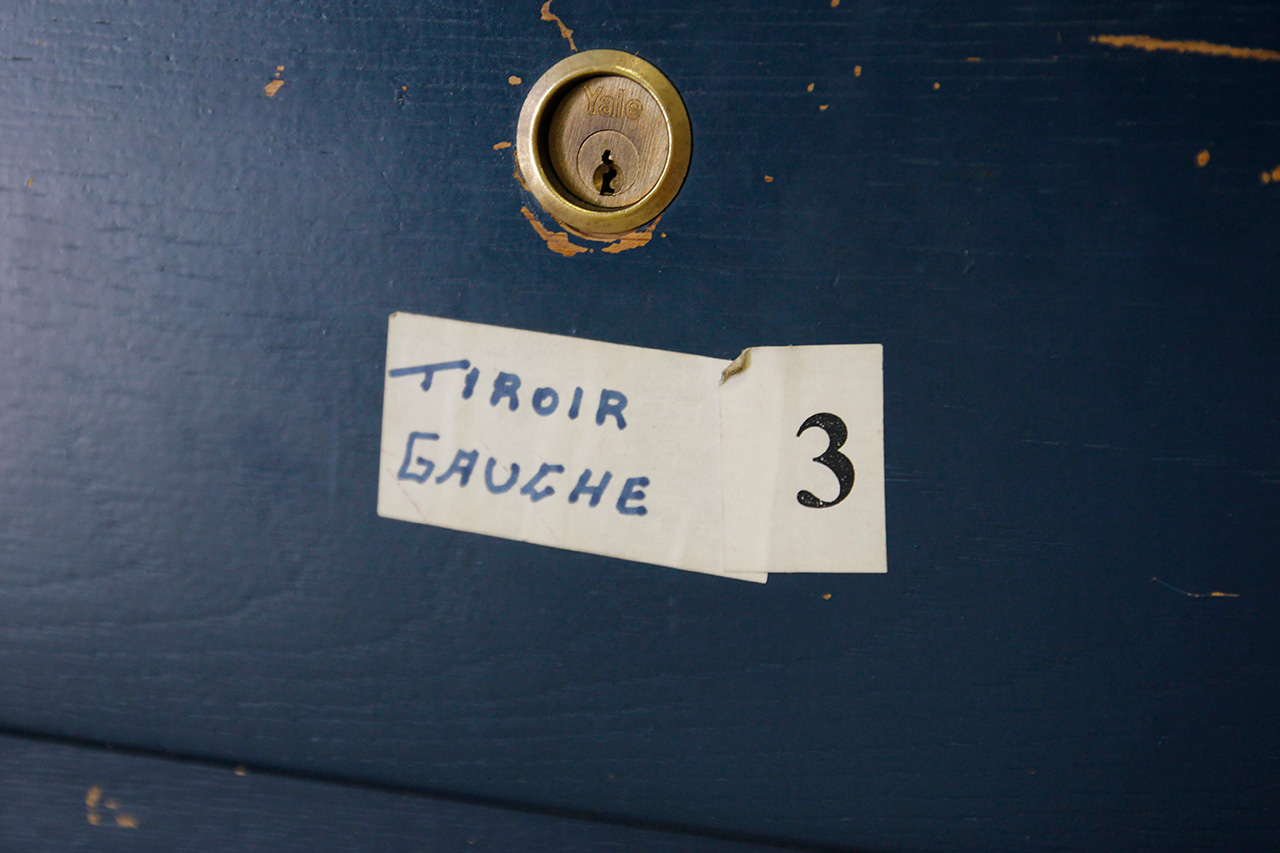 Yale
TIROIR
GAUCHE
3